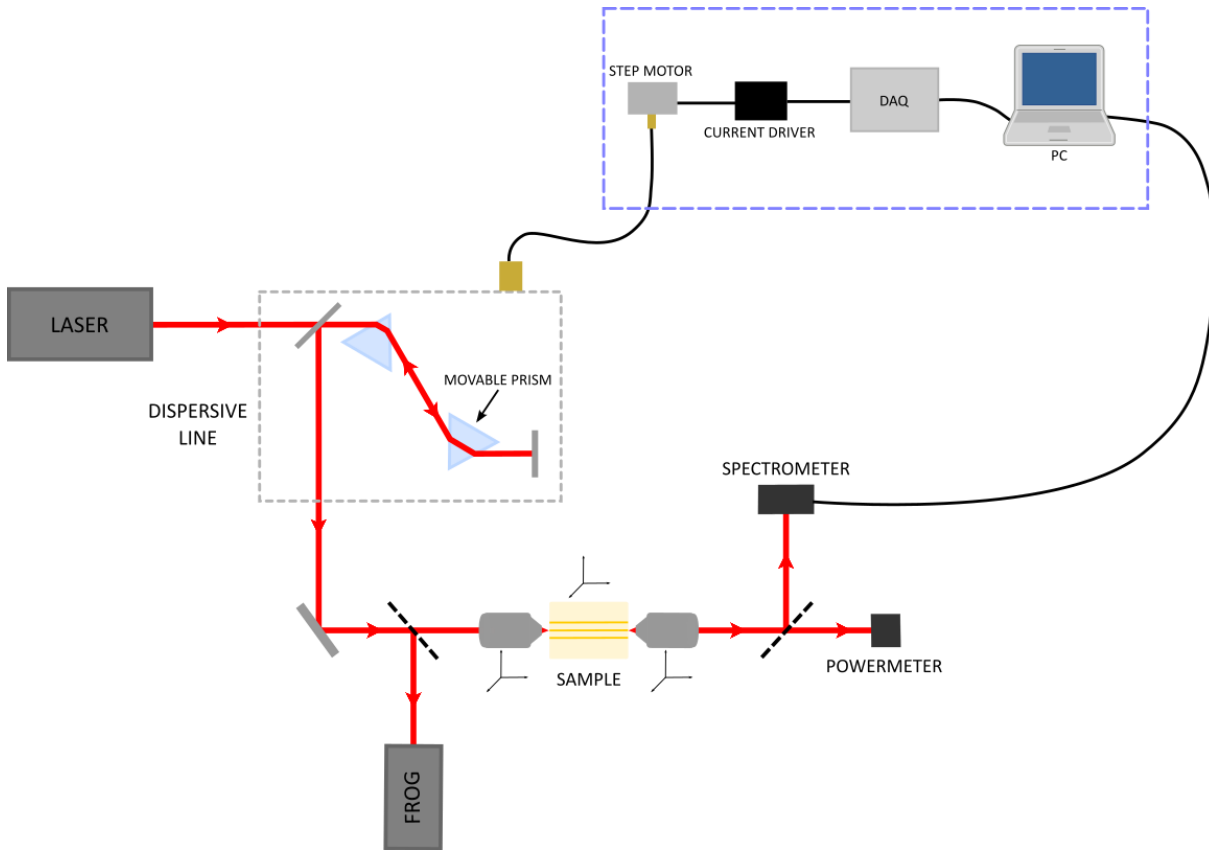 STEP MOTOR
CURRENT DRIVER
DAQ
PC
LASER
DISPERSIVE
LINE
MOVABLE PRISM
SPECTROMETER
SAMPLE
POWERMETER
FROG